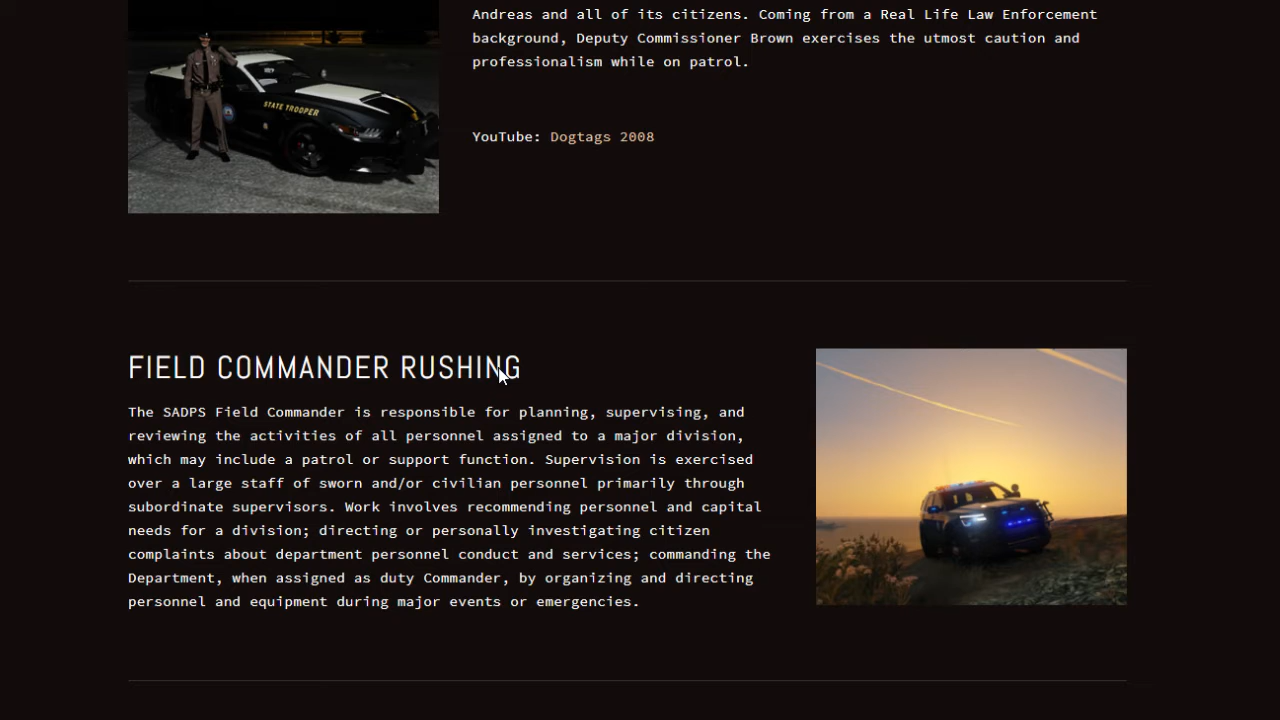 Andreas and all of its citizens. Coming from a Real Life Law Enforcement
background, Deputy Commissioner Brown exercises the utmost caution and
professionalism while on patrol.
STATE TROOPER
YouTube: Dogtags 2008
FIELD COMMANDER RUSHING
The SADPS Field Commander is responsible for planning, supervising, and
reviewing the activities of all personnel assigned to a major division,
which may include a patrol or support function. Supervision is exercised
over a large staff of sworn and/or civilian personnel primarily through
subordinate supervisors. Work involves recommending personnel and capital
needs for a division; directing or personally investigating citizen
complaints about department personnel conduct and services; commanding the
Department, when assigned as duty Commander, by organizing and directing
personnel and equipment during major events or emergencies.